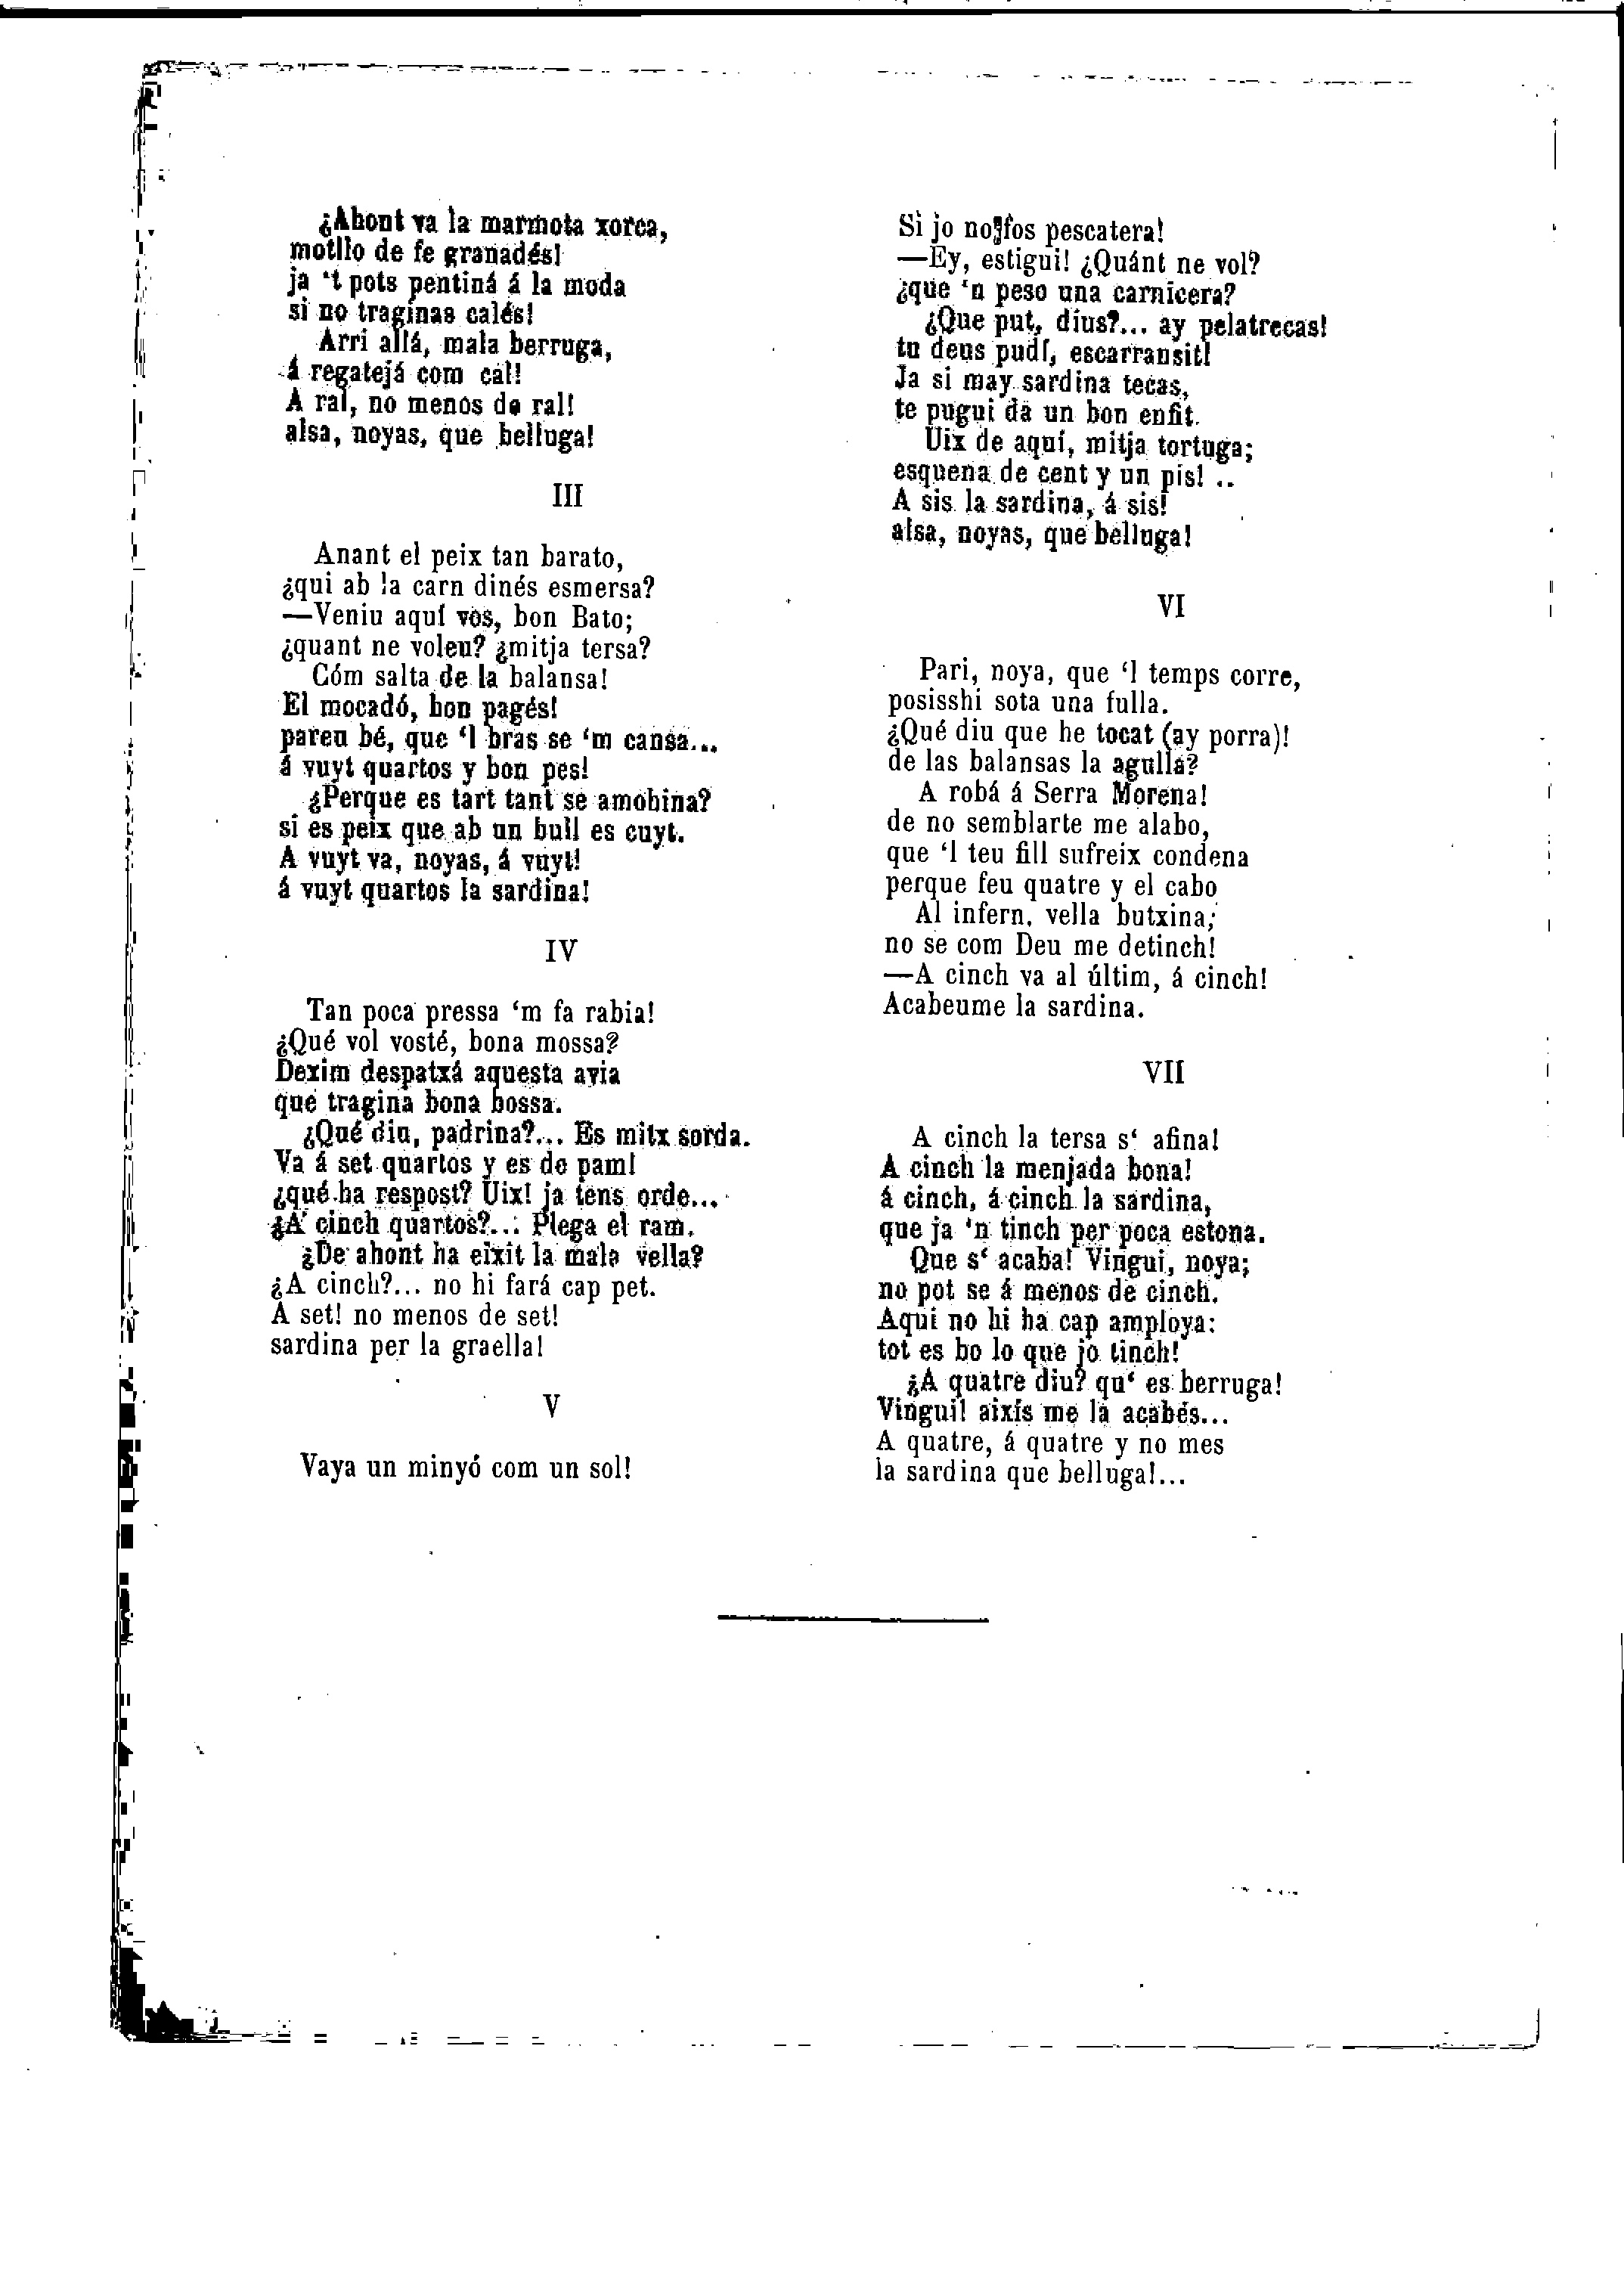 ¿Ahont va la marmota xorca,
motllo de fe granadés!
ja ‘t pots pentiná á la moda
si no traginas calés!
Arri allá, mala berruga,
á regatejá com cal!
A ral, no menos de ral!
alsa, noyas, que belluga!
III
Anant el peix tan barato,
¿qui ab la carn dinés esmersa?
—Veniu aquí vos, bon Bato;
¿quant ne voleu? ¿mitja tersa?
Cóm salta de la balansa!
El mocadó, bon pagés!
pareu bé, que ‘l bras se ‘m cansa...
á vuyt quartos y bon pes!
¿Perque es tart tant se amohina?
si es peix que ab un bull es cuyt.
A vuyt va, noyas, á vuyt!
á vuyt quartos la sardina!
IV
Tan poca pressa ‘m fa rabia!
¿Qué vol vosté, bona mossa?
Dexim despatxá aquesta avia
que tragina bona bossa.
¿Qué diu, padrina?... Es mitx sorda.
Va á set quartos y es de pam!
¿qué ha respost? Uix! ja tens orde...
¿A cinch quartos?... Plega el ram.
¿De ahont ha eixit la mala vella?
¿A cinch?... no hi fará cap pet.
A set! no menos de set!
sardina per la graella!
V
Vaya un minyó com un sol!
Si jo no fos pescatera!
—Ey, estigui! ¿Quánt ne vol?
¿que ‘n peso una carnicera?
¿Que put, dius?... ay pelatrecas!
tu deus pudí, escarransit!
Ja si may sardina tecas,
te pugui da un bon enfit.
Uix de aquí, mitja tortuga;
esquena de cent y un pis! ..
A sis la sardina, á sis!
alsa, noyas, que belluga!
VI
Pari, noya, que ‘l temps corre,
posisshi sota una fulla.
¿Qué diu que he tocat (ay porra)!
de las balansas la agulla?
A robá á Serra Morena!
de no semblarte me alabo,
que ‘l teu fill sufreix condena
perque feu quatre y el cabo
Al infern, vella butxina;
no se com Deu me detinch!
—A cinch va al últim, á cinch!
Acabeume la sardina.
VII
A cinch la tersa s‘ afina!
A cinch la menjada bona!
á cinch, á cinch la sardina,
que ja ‘n tinch per poca estona.
Que s‘ acaba! Vingui, noya;
no pot se á menos de cinch.
Aqui no hi ha cap amploya:
tot es bo lo que jo tinch!
¿A quatre diu? qu‘ es berruga!
Vingui! aixís me la acabés...
A quatre, á quatre y no mes
la sardina que belluga!...